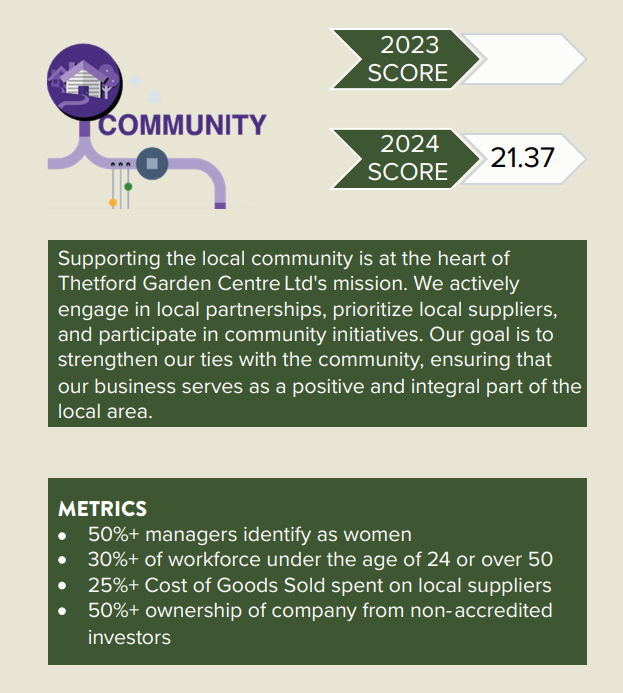 2023
SCORE
COMMUNITY
2024
SCORE
21.37
Supporting the local community is at the heart of
Thetford Garden Centre Ltd's mission. We actively
engage in local partnerships, prioritize local suppliers,
and participate in community initiatives. Our goal is to
strengthen our ties with the community, ensuring that
our business serves as a positive and integral part of the
local area.
METRICS
• 50%+ managers identify as women
• 30%+ of workforce under the age of 24 or over 50
• 25%+ Cost of Goods Sold spent on local suppliers
• 50%+ ownership of company from non-accredited
investors